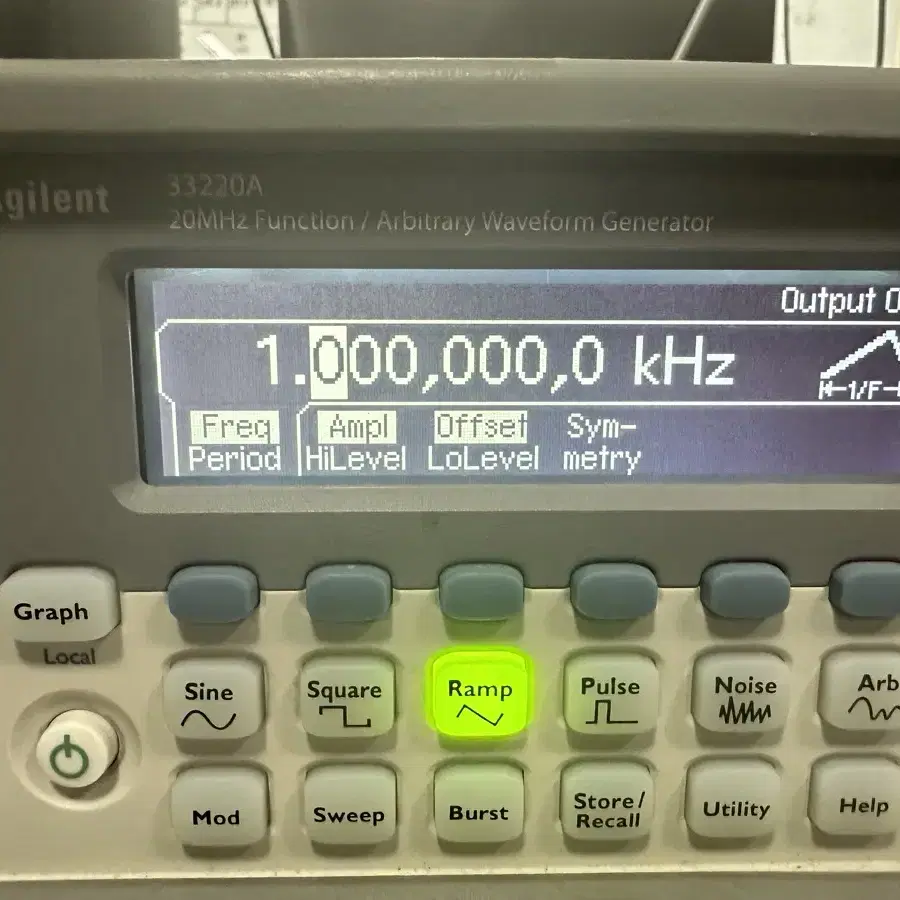 Agilent
33220A
20MHz Function / Arbitrary Waveform Generator
Output
1.000,000,0 kHz
1/F
Freq Ampl Offset Sym-
Period HiLevel LoLevel metry
Graph
Local
Sine Square Ramp Pulse Noise Arb
Mod Sweep Burst Store/
Recall Utility Help